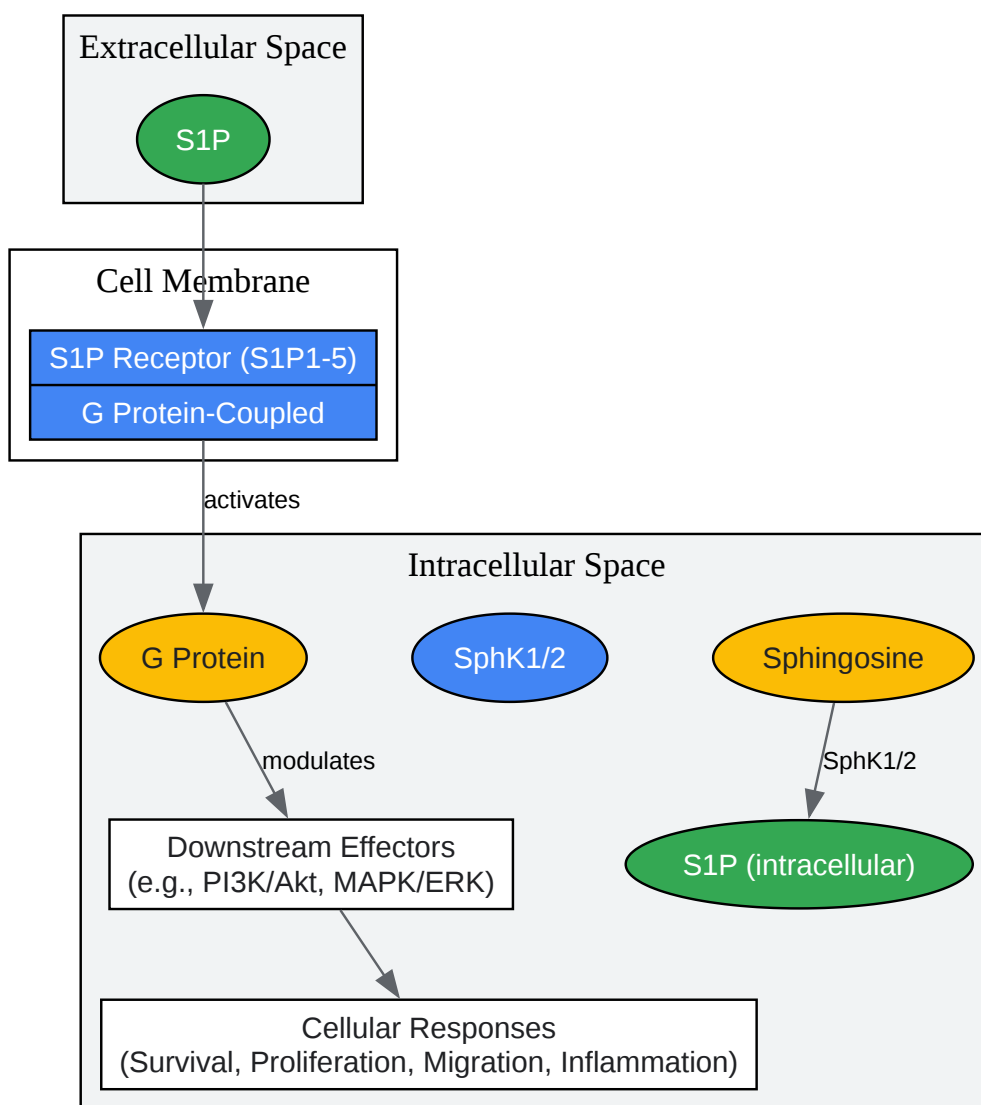 Extracellular Space
S1P
Cell Membrane
S1P Receptor (S1P1-5)
G Protein-Coupled
activates
Intracellular Space
G Protein
SphK1/2
Sphingosine
modulates
SphK1/2
Downstream Effectors
(e.g., PI3K/Akt, MAPK/ERK)
S1P (intracellular)
Cellular Responses
(Survival, Proliferation, Migration, Inflammation)